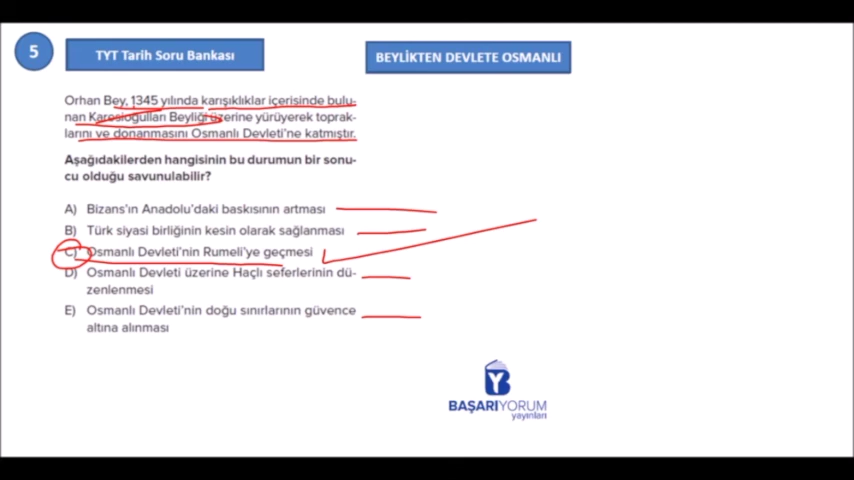 5
TYT Tarih Soru Bankası
BEYLİKTEN DEVLETE OSMANLI
Orhan Bey, 1345 yılında karışıklıklar içerisinde bulu-
nan Karesioğulları Beyliği üzerine yürüyerek toprak-
larını ve donanmasını Osmanlı Devleti'ne katmıştır.
Aşağıdakilerden hangisinin bu durumun bir sonu-
cu olduğu savunulabilir?
A) Bizans'ın Anadolu'daki baskısının artması
B) Türk siyasi birliğinin kesin olarak sağlanması
C) Osmanlı Devleti'nin Rumeli'ye geçmesi
D) Osmanlı Devleti üzerine Haçlı seferlerinin dü-
zenlenmesi
E) Osmanlı Devleti'nin doğu sınırlarının güvence
altına alınması
BAŞARIYORUM
yayınları